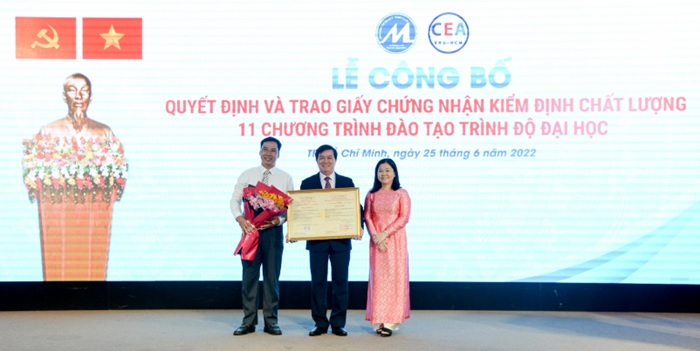 CEA
LỄ CÔNG BỐ
QUYẾT ĐỊNH VÀ TRAO GIẤY CHỨNG NHẬN KIỂM ĐỊNH CHẤT LƯỢNG
11 CHƯƠNG TRÌNH ĐÀO TẠO TRÌNH ĐỘ ĐẠI HỌC
Chí Minh, ngày 25 tháng 6 năm 2022